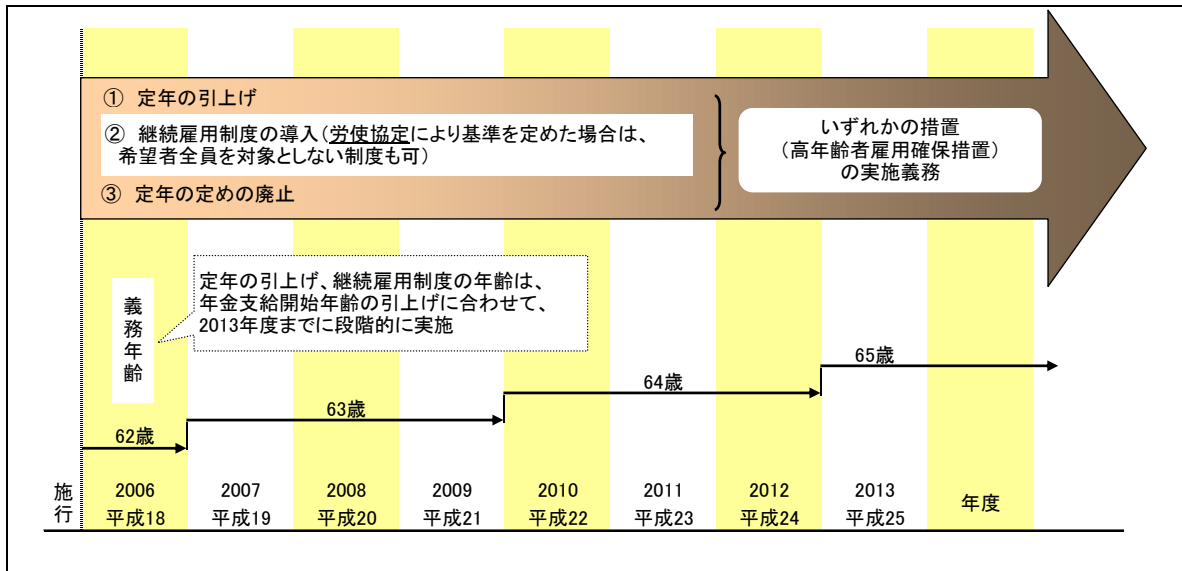 ① 定年の引上げ
② 継続雇用制度の導入(労使協定により基準を定めた場合は、
希望者全員を対象としない制度も可)
③ 定年の定めの廃止
いずれかの措置
(高年齢者雇用確保措置)
の実施義務
義務年齢
定年の引上げ、継続雇用制度の年齢は、
年金支給開始年齢の引上げに合わせて、
2013年度までに段階的に実施
62歳
63歳
64歳
65歳
施行
2006 2007 2008 2009 2010 2011 2012 2013 年度
平成18 平成19 平成20 平成21 平成22 平成23 平成24 平成25